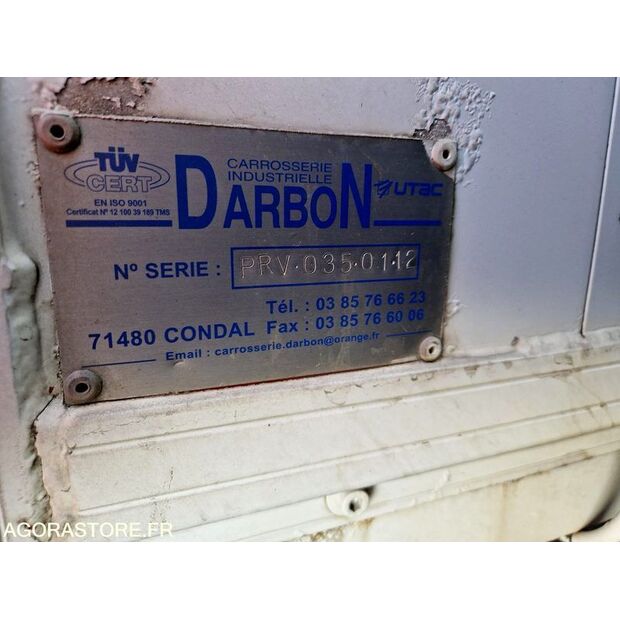 TÜV
CERT
EN ISO 9001
Certificat Nº 12 100 39 189 TMS
CARROSSERIE
INDUSTRIELLE
DARBON
UTAC
Nº SERIE : PRV.035.0112
Tél. : 03 85 76 66 23
71480 CONDAL Fax : 03 85 76 60 06
Email : carrosserie.darbon@orange.fr
AGORASTORE.FR